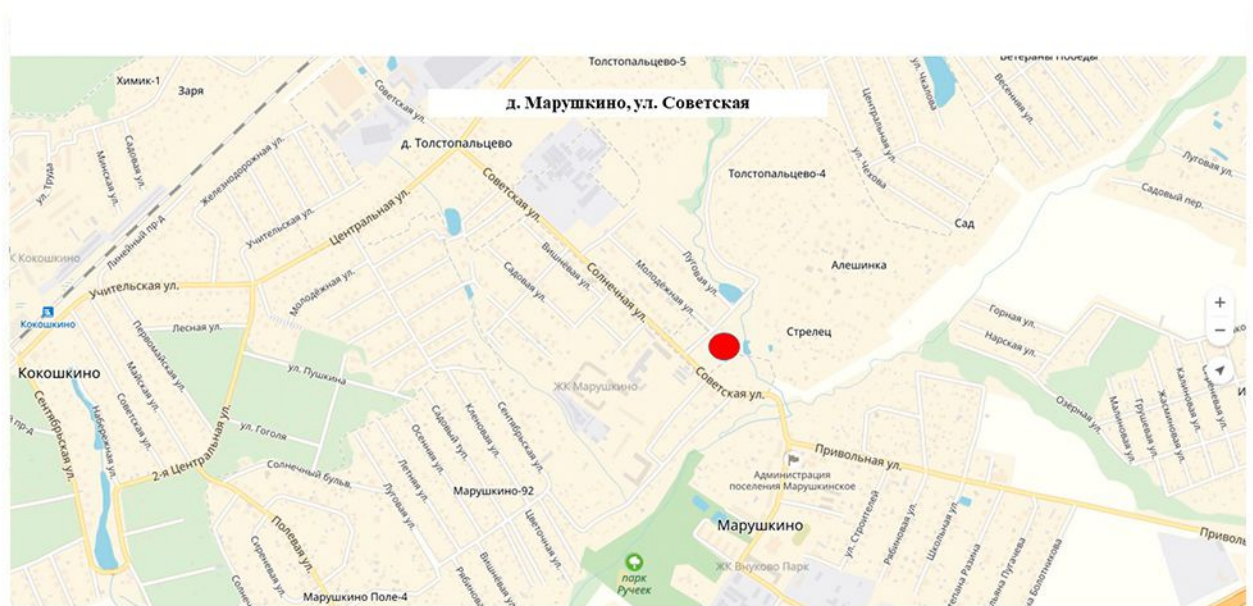 Толстопальцево-5
Химик-1
Заря
Советская ул.
д. Марушкино, ул. Советская
ул. Чкалова
Весенняя ул.
Центральная ул.
Садовая ул.
Минская ул.
ул. Труда
Железнодорожная ул.
д. Толстопальцево
Толстопальцево-4
ул. Чехова
Луговая ул.
Садовый пер.
Учительская ул.
Центральная ул.
Советская ул.
Сад
Линейный пр-д
Кокошкино
Вишнёвая ул.
Садовая ул.
Солнечная ул.
Молодёжная ул.
Луговая ул.
Алешинка
Учительская ул.
Молодёжная ул.
Кокошкино
Лесная ул.
Первомайская ул.
Стрелец
Горная ул.
Нарская ул.
+
−
Кокошкино
Майская ул.
Советская ул.
Набережная ул.
Сентябрьская ул.
ул. Пушкина
ул. Гоголя
ЖК Марушкино
Советская ул.
Озёрная ул.
Малиновая ул.
Грушевая ул.
Жасминовая ул.
Калиновая ул.
Сиреневая ул.
2-я Центральная ул.
Солнечный бульв.
Осенняя ул.
Садовый туп.
Кленовая ул.
Сентябрьская ул.
Летняя ул.
Луговая ул.
Марушкино-92
Цветочная ул.
Привольная ул.
Администрация
поселения Марушкинское
Марушкино
ул. Строителей
Рябиновая ул.
Школьная ул.
Полевая ул.
Сиреневая ул.
Вишнёвая ул.
Марушкино Поле-4
парк
Ручеек
ЖК Внуково Парк